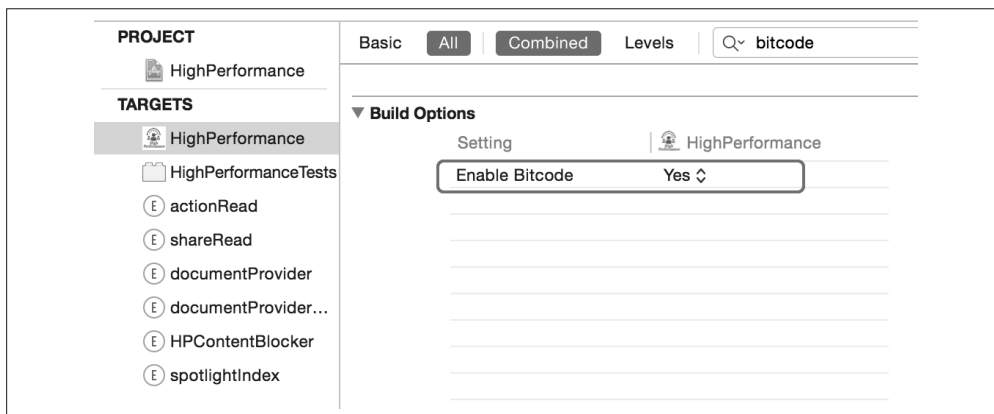 PROJECT
HighPerformance
TARGETS
HighPerformance
HighPerformanceTests
E actionRead
E shareRead
E documentProvider
E documentProvider...
E HPContentBlocker
E spotlightIndex
Basic All Combined Levels bitcode
Build Options
Setting HighPerformance
Enable Bitcode Yes